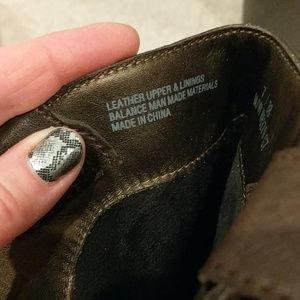 LEATHER UPPER & LININGS
BALANCE MAN MADE MATERIALS
MADE IN CHINA